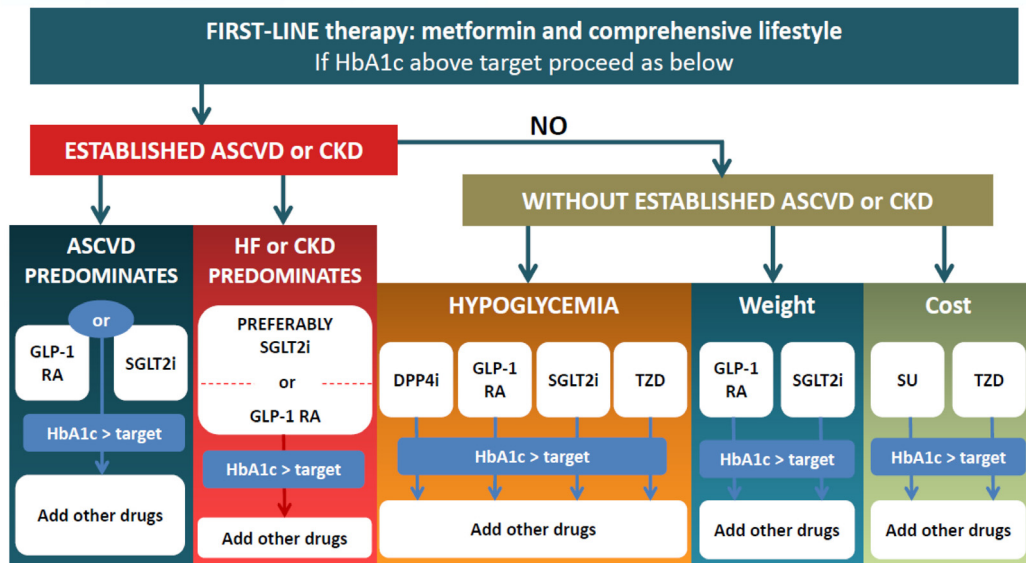 FIRST-LINE therapy: metformin and comprehensive lifestyle
If HbA1c above target proceed as below
NO
ESTABLISHED ASCVD or CKD
WITHOUT ESTABLISHED ASCVD or CKD
ASCVD
PREDOMINATES
or
GLP-1
RA
SGLT2i
HbA1c > target
Add other drugs
HF or CKD
PREDOMINATES
PREFERABLY
SGLT2i
or
GLP-1 RA
HbA1c > target
Add other drugs
HYPOGLYCEMIA
DPP4i
GLP-1
RA
SGLT2i
TZD
HbA1c > target
Add other drugs
Weight
GLP-1
RA
SGLT2i
HbA1c > target
Add other drugs
Cost
SU
TZD
HbA1c > target
Add other drugs